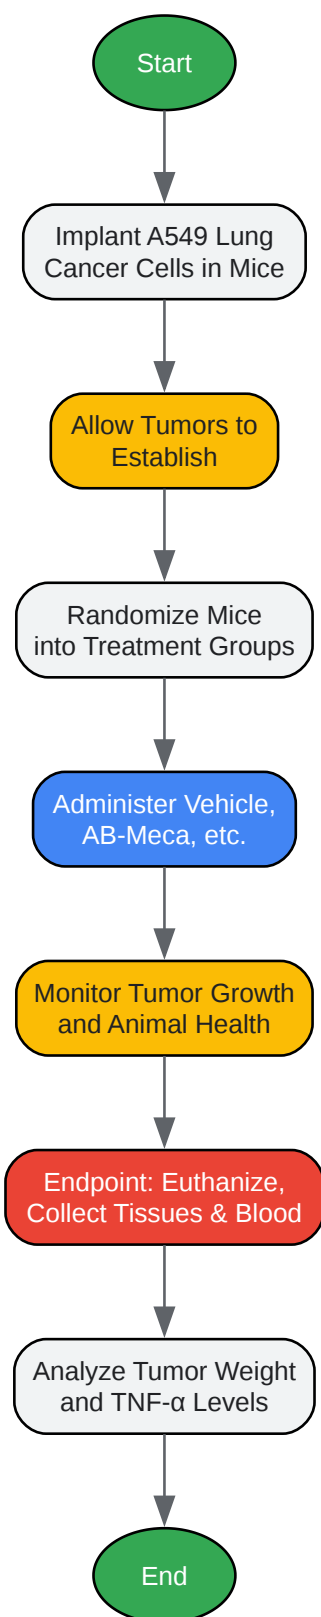 Start
Implant A549 Lung
Cancer Cells in Mice
Allow Tumors to
Establish
Randomize Mice
into Treatment Groups
Administer Vehicle,
AB-Meca, etc.
Monitor Tumor Growth
and Animal Health
Endpoint: Euthanize,
Collect Tissues & Blood
Analyze Tumor Weight
and TNF-α Levels
End